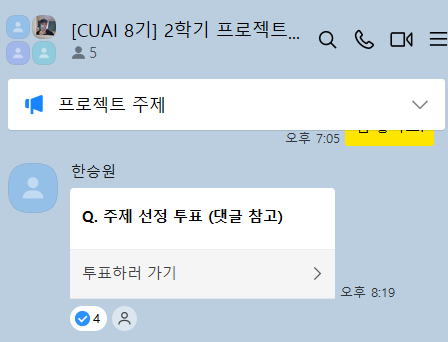 [CUAI 8기] 2학기 프로젝트...
5
프로젝트 주제
오후 7:05
한승원
Q. 주제 선정 투표 (댓글 참고)
투표하러 가기
오후 8:19
4